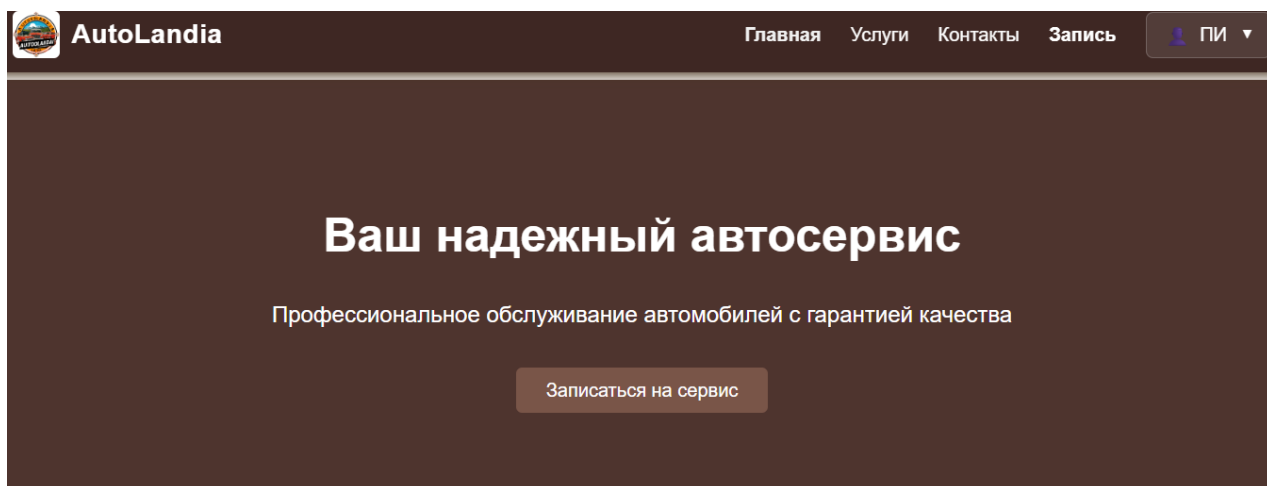 AutoLandia
Главная Услуги Контакты Запись ПИ ▼
Ваш надежный автосервис
Профессиональное обслуживание автомобилей с гарантией качества
Записаться на сервис